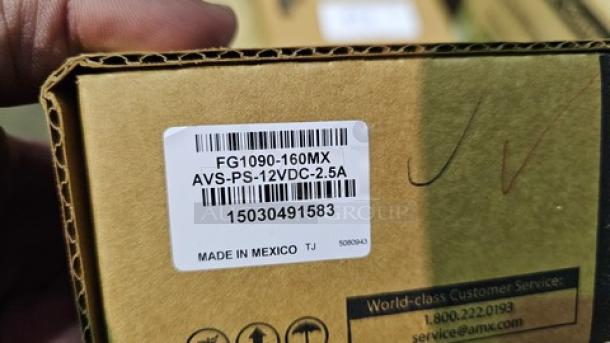 FG1090-160MX
AVS-PS-12VDC-2.5A
15030491583
MADE IN MEXICO TJ 5080943
World-class Customer Service:
1.800.222.0193
service@amx.com